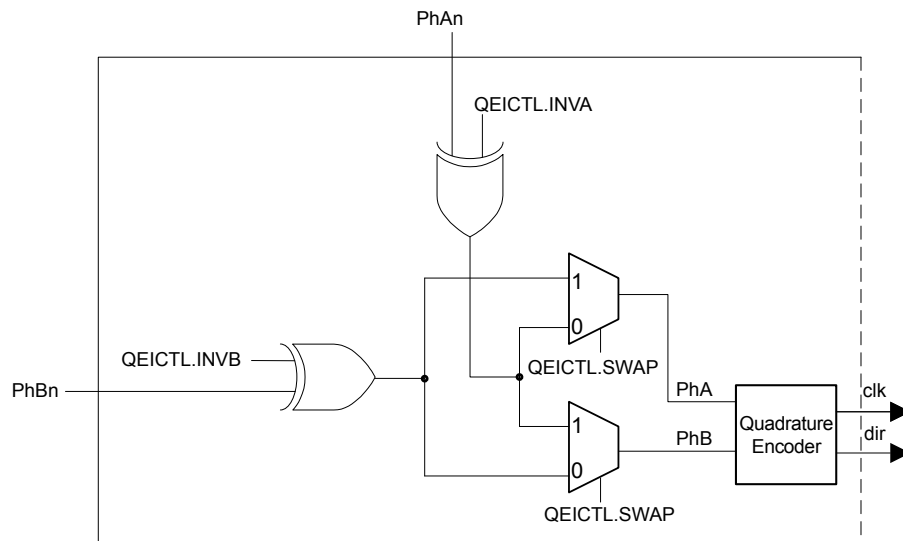 PhAn
QEICTL.INVA
1
0
QEICTL.INVB
QEICTL.SWAP
PhBn
PhA
clk
Quadrature
Encoder
dir
1
PhB
0
QEICTL.SWAP